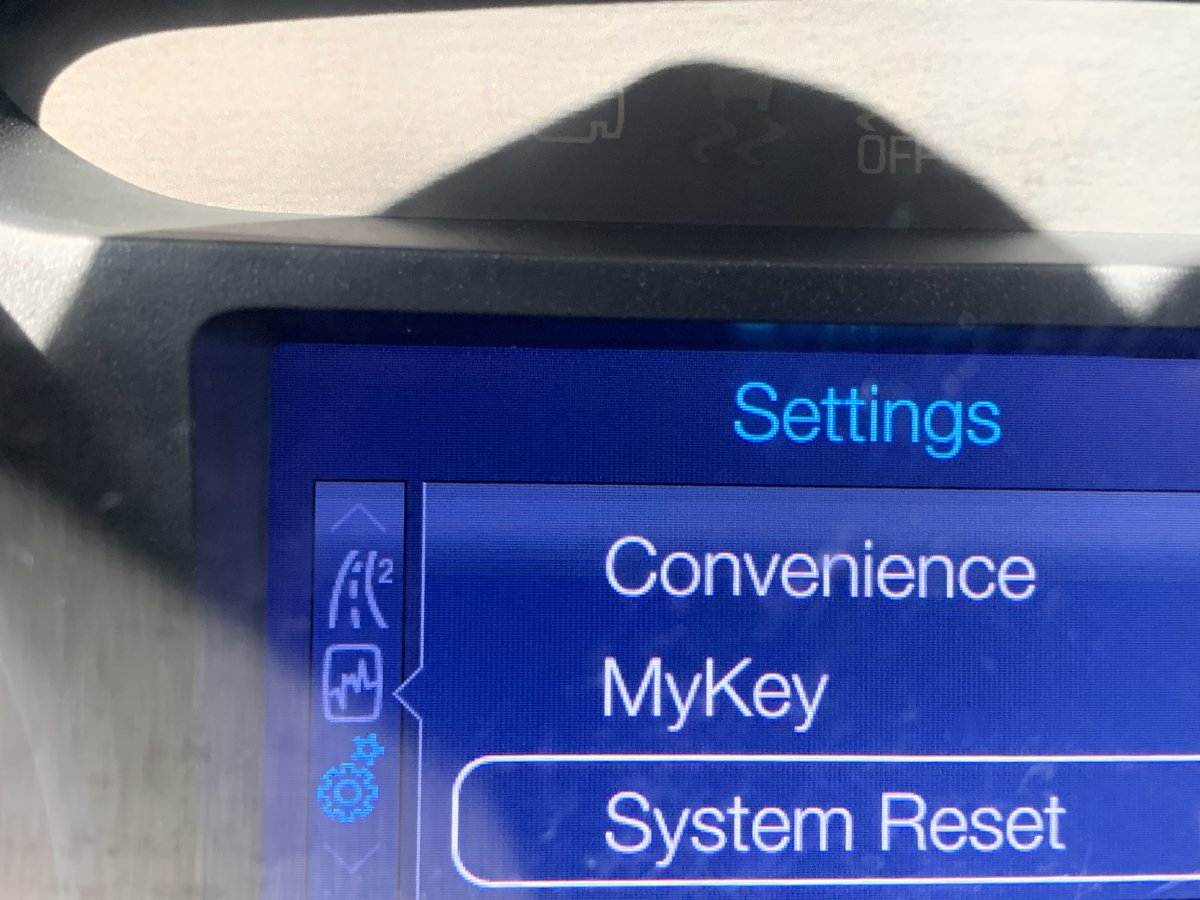 OFF
Settings
2
Convenience
MyKey
System Reset